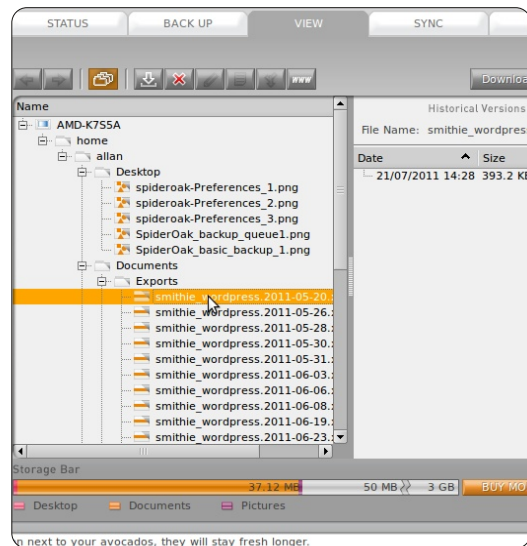 STATUS BACK UP VIEW SYNC
www Downloa
Name
Historical Versions
AMD-K7S5A
File Name: smithie_wordpres
home
allan
Date Size
Desktop
21/07/2011 14:28 393.2 KB
spideroak-Preferences_1.png
spideroak-Preferences_2.png
spideroak-Preferences_3.png
SpiderOak_backup_queue1.png
SpiderOak_basic_backup_1.png
Documents
Exports
smithie_wordpress.2011-05-20.
smithie_wordpress.2011-05-26.
smithie_wordpress.2011-05-28.
smithie_wordpress.2011-05-30.
smithie_wordpress.2011-05-31.
smithie_wordpress.2011-06-03.
smithie_wordpress.2011-06-06.
smithie_wordpress.2011-06-08.
smithie_wordpress.2011-06-19.
smithie_wordpress.2011-06-23.
Storage Bar
37.12 MB 50 MB 3 GB BUY MO
Desktop Documents Pictures
n next to your avocados, they will stay fresh longer.